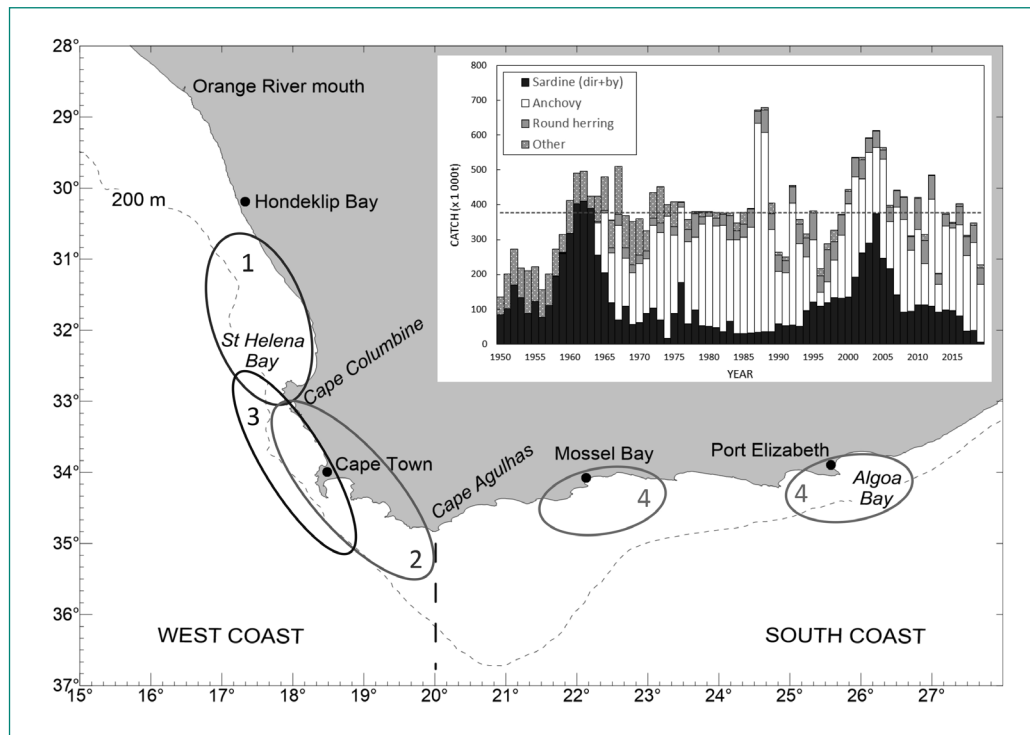 28°
29°
30°
31°
32°
33°
34°
35°
36°
37°
15°
16°
17°
18°
19°
20°
21°
22°
23°
24°
25°
26°
27°
Orange River mouth
200 m
Hondeklip Bay
1
St Helena
Bay
Cape Columbine
3
Cape Town
2
Cape Agulhas
Mossel Bay
4
Port Elizabeth
4
Algoa
Bay
WEST COAST
SOUTH COAST
800
700
600
500
400
300
200
100
0
CATCH (x 1 000t)
Sardine (dir+by)
Anchovy
Round herring
Other
1950
1955
1960
1965
1970
1975
1980
1985
1990
1995
2000
2005
2010
2015
YEAR